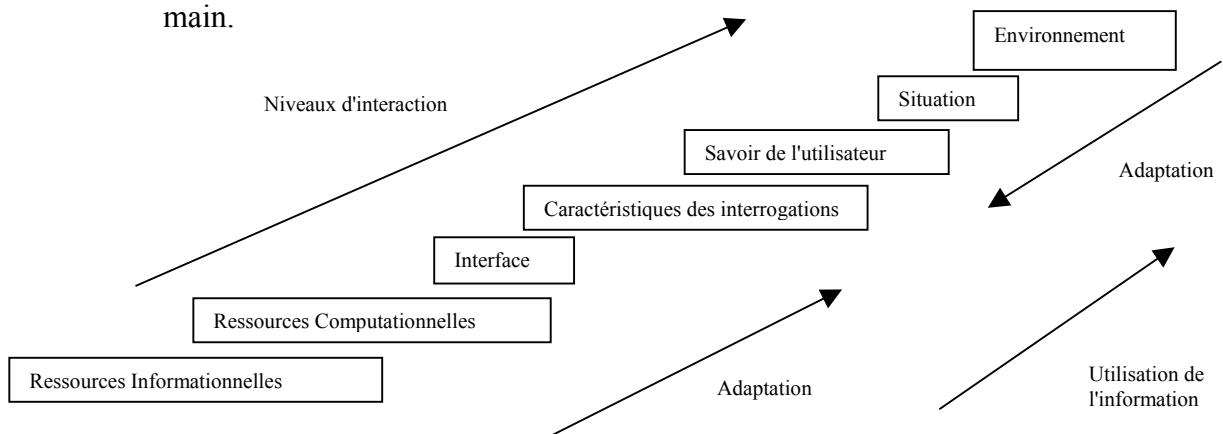 main.
Environnement
Situation
Niveaux d'interaction
Savoir de l'utilisateur
Adaptation
Caractéristiques des interrogations
Interface
Ressources Computationnelles
Ressources Informationnelles
Adaptation
Utilisation de
l'information